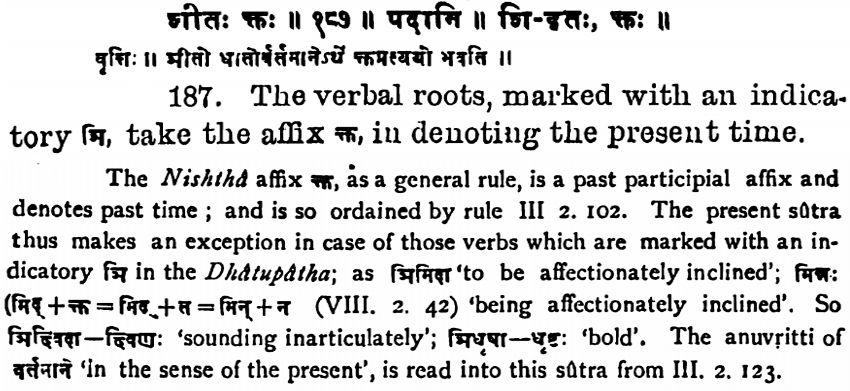 ञीतः क्तः ॥ १८७ ॥ पदानि ॥ ञि-इतः, क्तः ॥
वृत्तिः ॥ ञीतो धातोर्वर्तमानेऽर्थे क्तप्रत्ययो भवति ॥
187. The verbal roots, marked with an indica-
tory ञि, take the affix क्त, in denoting the present time.
The Nishthâ affix क्त, as a general rule, is a past participial affix and
denotes past time ; and is so ordained by rule III 2. 102. The present sûtra
thus makes an exception in case of those verbs which are marked with an in-
dicatory ञि in the Dhâtupâtha; as ञिमिदा 'to be affectionately inclined'; मिन्नः
(मिद्+क्त = मिद्+त = मिन्+न (VIII. 2. 42) 'being affectionately inclined'. So
ञिक्ष्विदा—क्ष्विण्णः 'sounding inarticulately'; ञिधृषा—धृष्टः 'bold'. The anuvṛitti of
वर्तमाने 'in the sense of the present', is read into this sûtra from III. 2. 123.